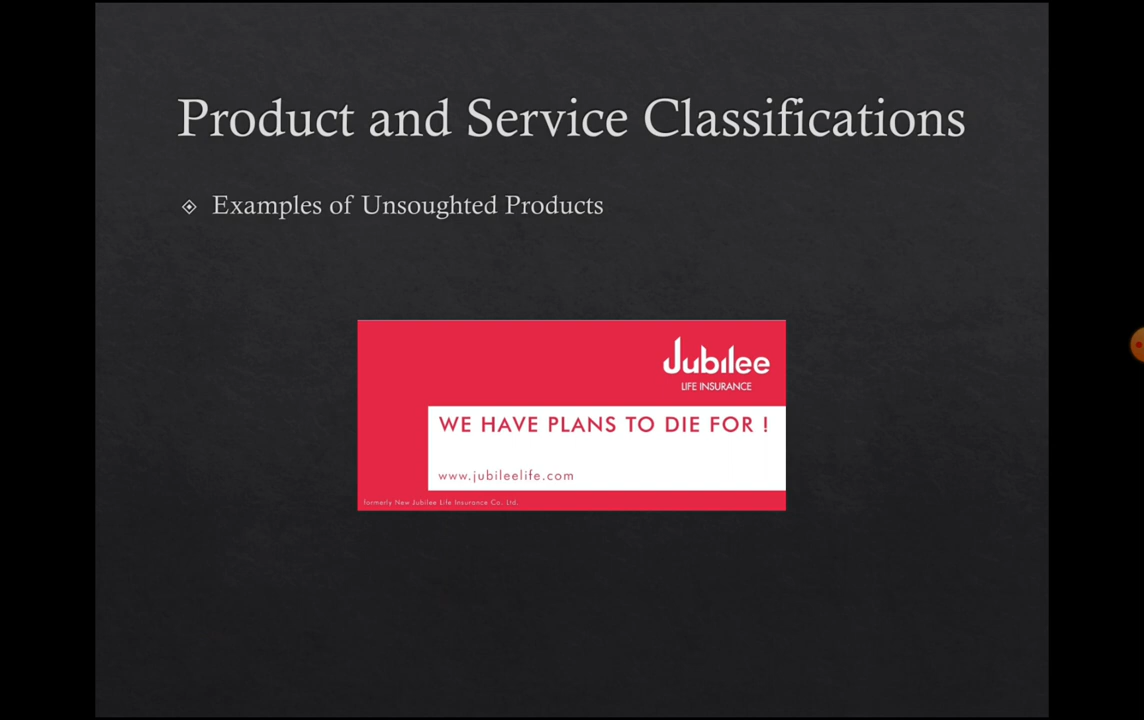 Product and Service Classifications
Examples of Unsoughted Products
Jubilee
LIFE INSURANCE
WE HAVE PLANS TO DIE FOR !
www.jubileelife.com
formerly New Jubilee Life Insurance Co. Ltd.